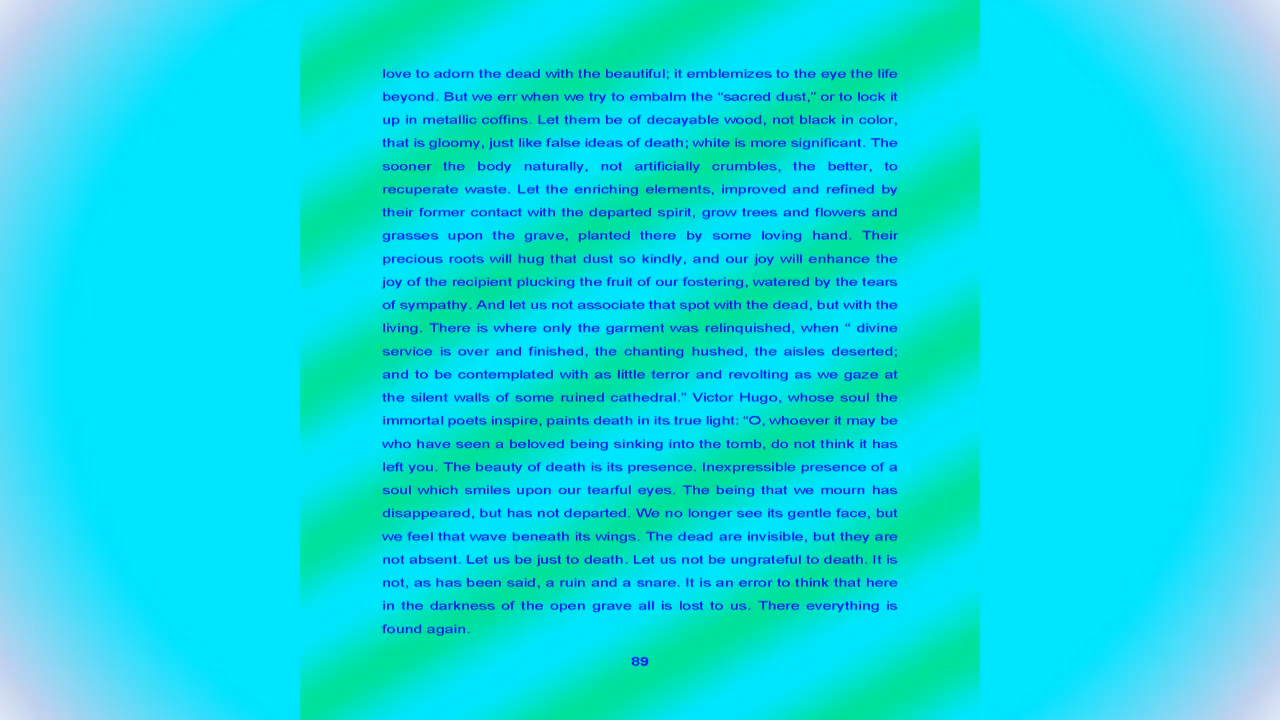 love to adorn the dead with the beautiful; it emblemizes to the eye the life
beyond. But we err when we try to embalm the “sacred dust,” or to lock it
up in metallic coffins. Let them be of decayable wood, not black in color,
that is gloomy, just like false ideas of death; white is more significant. The
sooner the body naturally, not artificially crumbles, the better, to
recuperate waste. Let the enriching elements, improved and refined by
their former contact with the departed spirit, grow trees and flowers and
grasses upon the grave, planted there by some loving hand. Their
precious roots will hug that dust so kindly, and our joy will enhance the
joy of the recipient plucking the fruit of our fostering, watered by the tears
of sympathy. And let us not associate that spot with the dead, but with the
living. There is where only the garment was relinquished, when “ divine
service is over and finished, the chanting hushed, the aisles deserted;
and to be contemplated with as little terror and revolting as we gaze at
the silent walls of some ruined cathedral.” Victor Hugo, whose soul the
immortal poets inspire, paints death in its true light: “O, whoever it may be
who have seen a beloved being sinking into the tomb, do not think it has
left you. The beauty of death is its presence. Inexpressible presence of a
soul which smiles upon our tearful eyes. The being that we mourn has
disappeared, but has not departed. We no longer see its gentle face, but
we feel that wave beneath its wings. The dead are invisible, but they are
not absent. Let us be just to death. Let us not be ungrateful to death. It is
not, as has been said, a ruin and a snare. It is an error to think that here
in the darkness of the open grave all is lost to us. There everything is
found again.
89